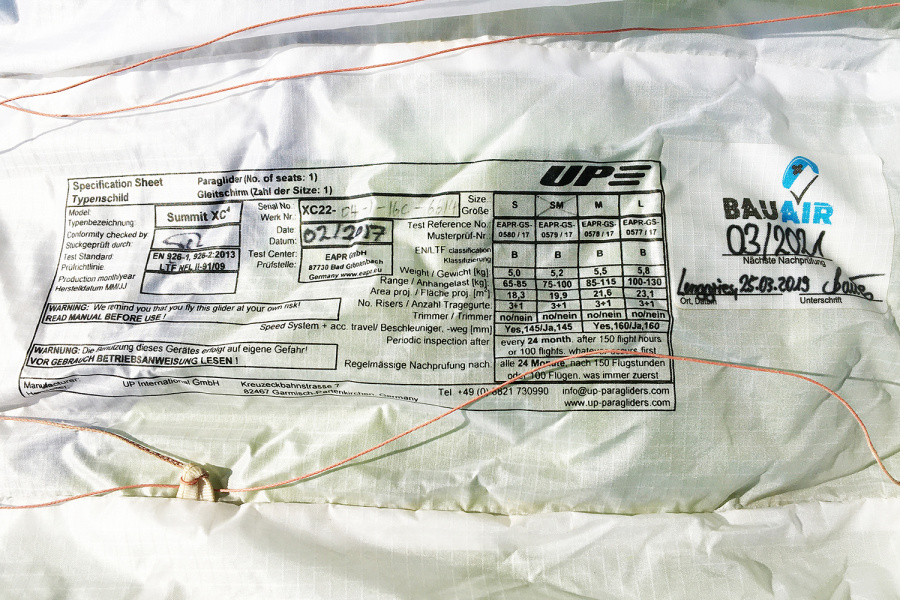 Specification Sheet
Typenschild
Paraglider (No. of seats: 1)
Gleitschirm (Zahl der Sitze: 1)
UP
Model:
Typenbezeichnung:
Summit XC⁴
Conformity checked by:
Stückgeprüft durch:
Test Standard:
Prüfrichtlinie
EN 926-1, 926-2:2013
LTF NFL II-91/09
Production month/year
Herstelldatum MM/JJ
Serial No
Werk Nr.
XC22-
Date:
Datum:
02/2017
Test Center:
Prüfstelle:
EAPR GmbH
87730 Bad Grönenbach
Germany www.eapr.eu
Size:
Größe
S SM M L
Test Reference No.
Musterprüf-Nr.
EAPR-GS-0580 / 17 EAPR-GS-0579 / 17 EAPR-GS-0578 / 17 EAPR-GS-0577 / 17
EN/LTF classification
Klassifizierung
B B B B
Weight / Gewicht [kg] 5,0 5,2 5,5 5,8
Range / Anhangelast [kg]: 65-85 75-100 85-115 100-130
Area proj. / Fläche proj. [m²] 18,3 19,9 21,6 23,1
No. Risers / Anzahl Tragegurte 3+1 3+1 3+1 3+1
Trimmer / Trimmer no/nein no/nein no/nein no/nein
Speed System + acc. travel/ Beschleuniger. -weg [mm] Yes,145/Ja,145 Yes,160/Ja,160
Periodic inspection after
every 24 month, after 150 flight hours
or 100 flights, whatever occurs first
Regelmässige Nachprüfung nach
alle 24 Monate, nach 150 Flugstunden
oder 100 Flügen, was immer zuerst
WARNING: We remind you that you fly this glider at your own risk!
READ MANUAL BEFORE USE !
WARNUNG: Die Benutzung dieses Gerätes erfolgt auf eigene Gefahr!
VOR GEBRAUCH BETRIEBSANWEISUNG LESEN !
Manufacturer
UP International GmbH
Kreuzeckbahnstrasse 7
82467 Garmisch-Partenkirchen, Germany
Tel +49 (0) 8821 730990 info@up-paragliders.com
www.up-paragliders.com
BAUAIR
03/2021
Nächste Nachprüfung
Lenggries, 25.03.2019
Ort, Datum
Unterschrift